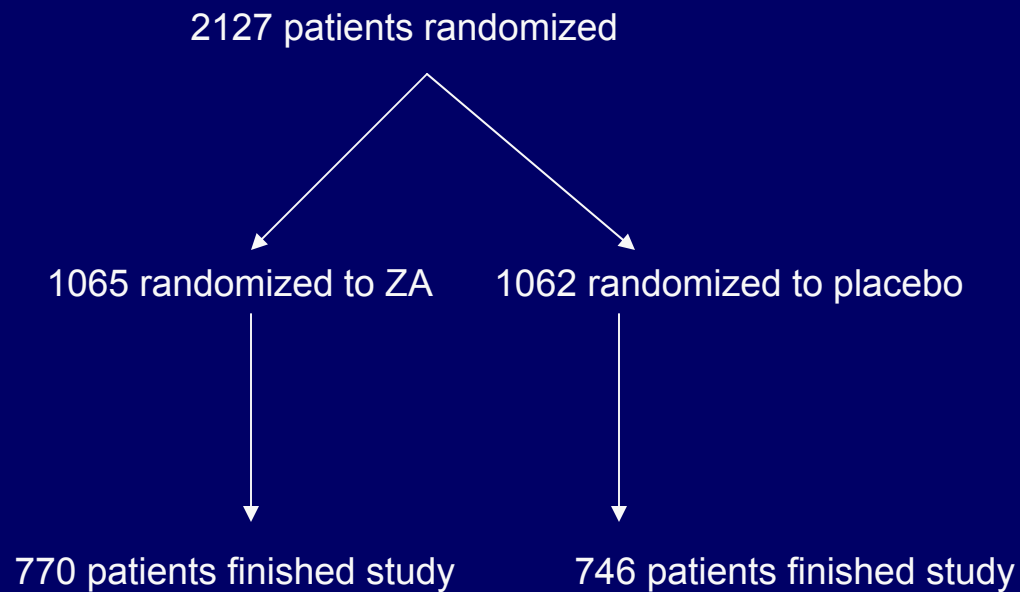 2127 patients randomized
1065 randomized to ZA
1062 randomized to placebo
770 patients finished study
746 patients finished study